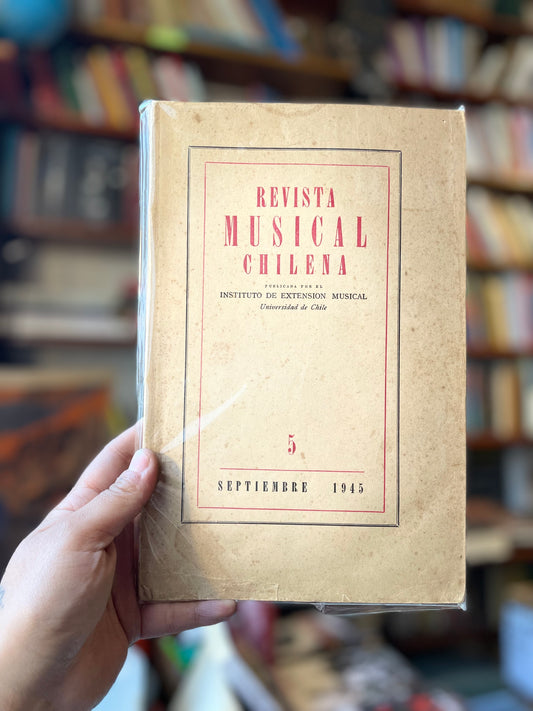 REVISTA
MUSICAL
CHILENA
PUBLICADA POR EL
INSTITUTO DE EXTENSION MUSICAL
Universidad de Chile
5
SEPTIEMBRE 1945